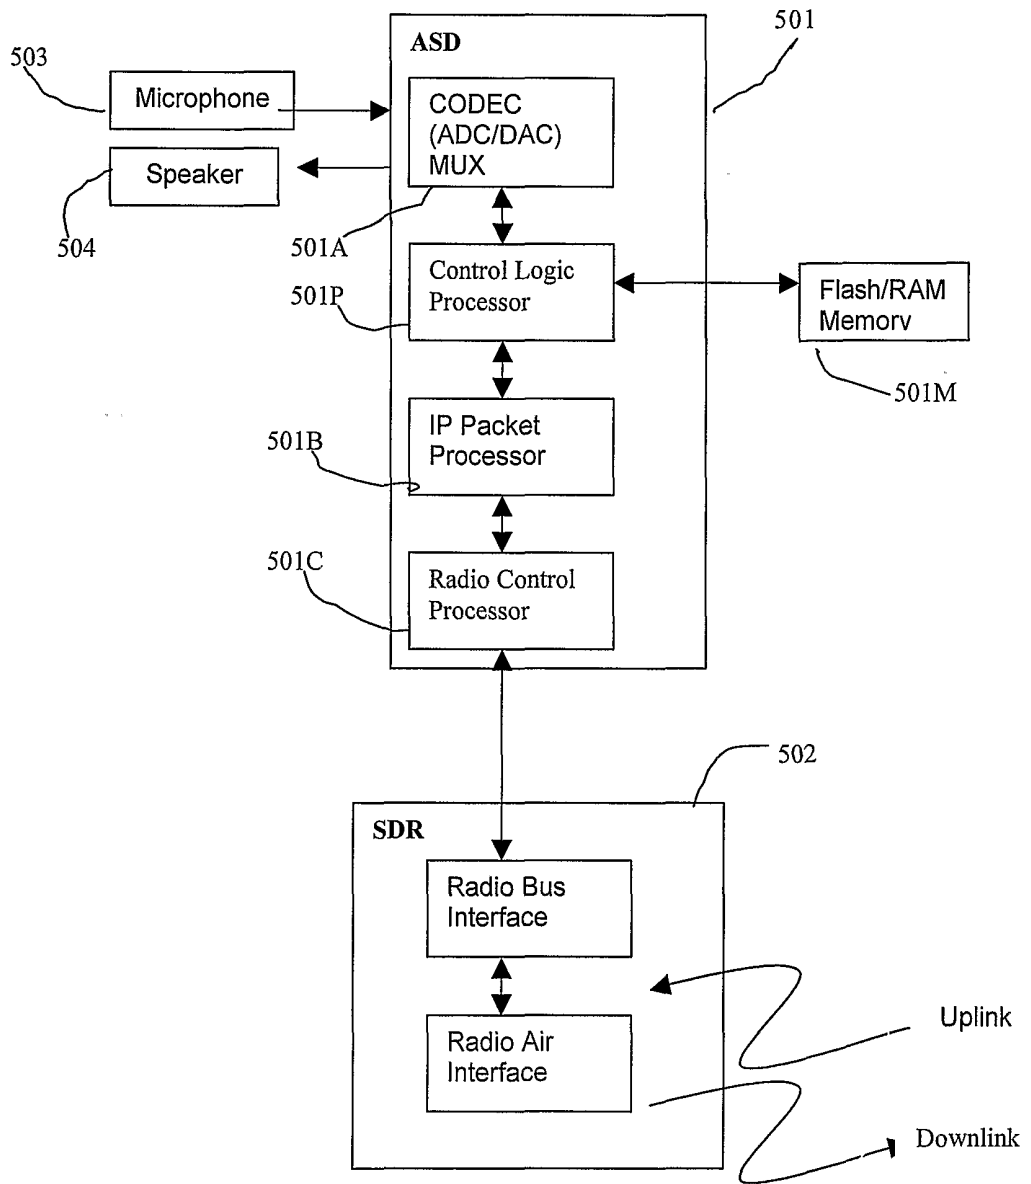 ASD
501
503
Microphone
CODEC
(ADC/DAC)
MUX
Speaker
504
501A
Control Logic
Processor
501P
Flash/RAM
Memorv
501M
IP Packet
Processor
501B
501C
Radio Control
Processor
502
SDR
Radio Bus
Interface
Uplink
Radio Air
Interface
Downlink